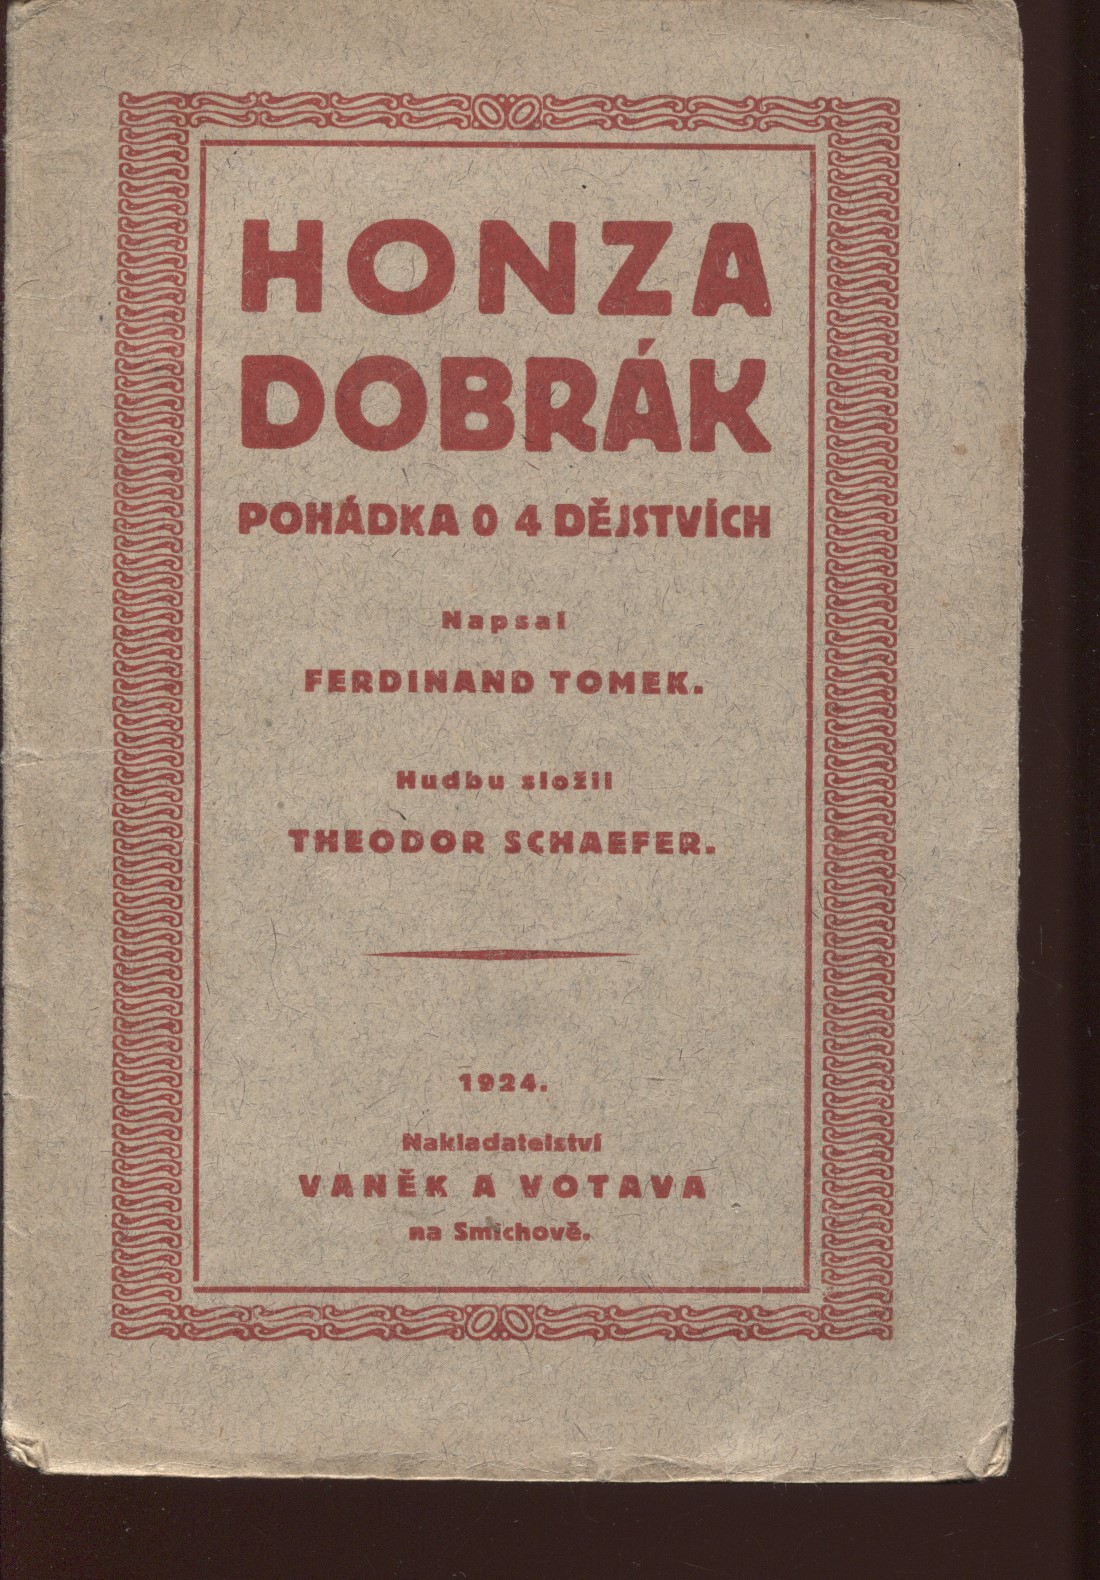 HONZA
DOBRÁK
POHÁDKA O 4 DĚJSTVÍCH
Napsal
FERDINAND TOMEK.
Hudbu složil
THEODOR SCHAEFER.
1924.
Nakladatelství
VANĚK A VOTAVA
na Smíchově.